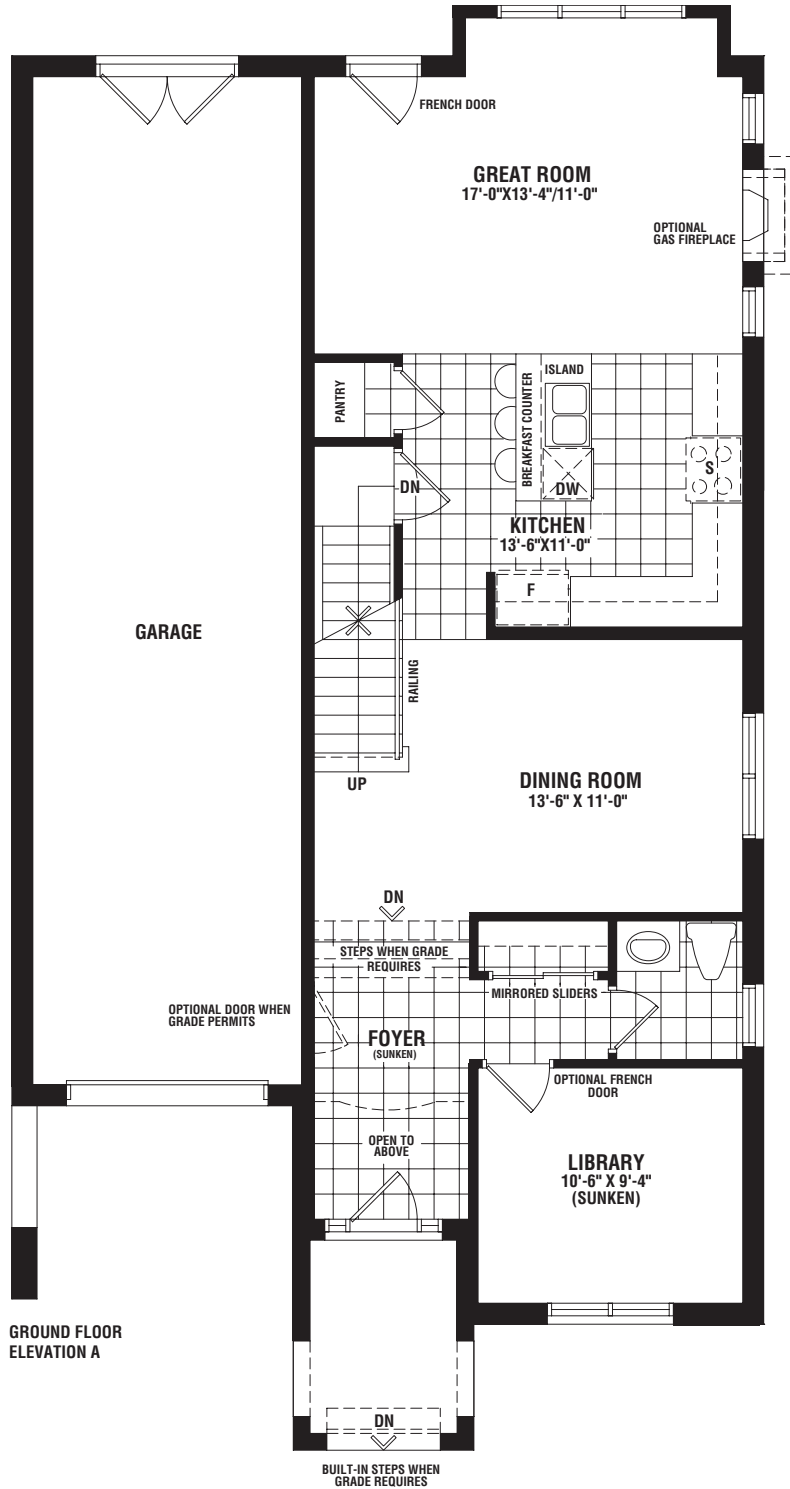 FRENCH DOOR
GREAT ROOM
17'-0"X13'-4"/11'-0"
OPTIONAL
GAS FIREPLACE
PANTRY
BREAKFAST COUNTER
ISLAND
DN
DW
S
KITCHEN
13'-6"X11'-0"
F
GARAGE
RAILING
UP
DINING ROOM
13'-6" X 11'-0"
DN
STEPS WHEN GRADE
REQUIRES
MIRRORED SLIDERS
OPTIONAL DOOR WHEN
GRADE PERMITS
FOYER
(SUNKEN)
OPTIONAL FRENCH
DOOR
OPEN TO
ABOVE
LIBRARY
10'-6" X 9'-4"
(SUNKEN)
GROUND FLOOR
ELEVATION A
DN
BUILT-IN STEPS WHEN
GRADE REQUIRES